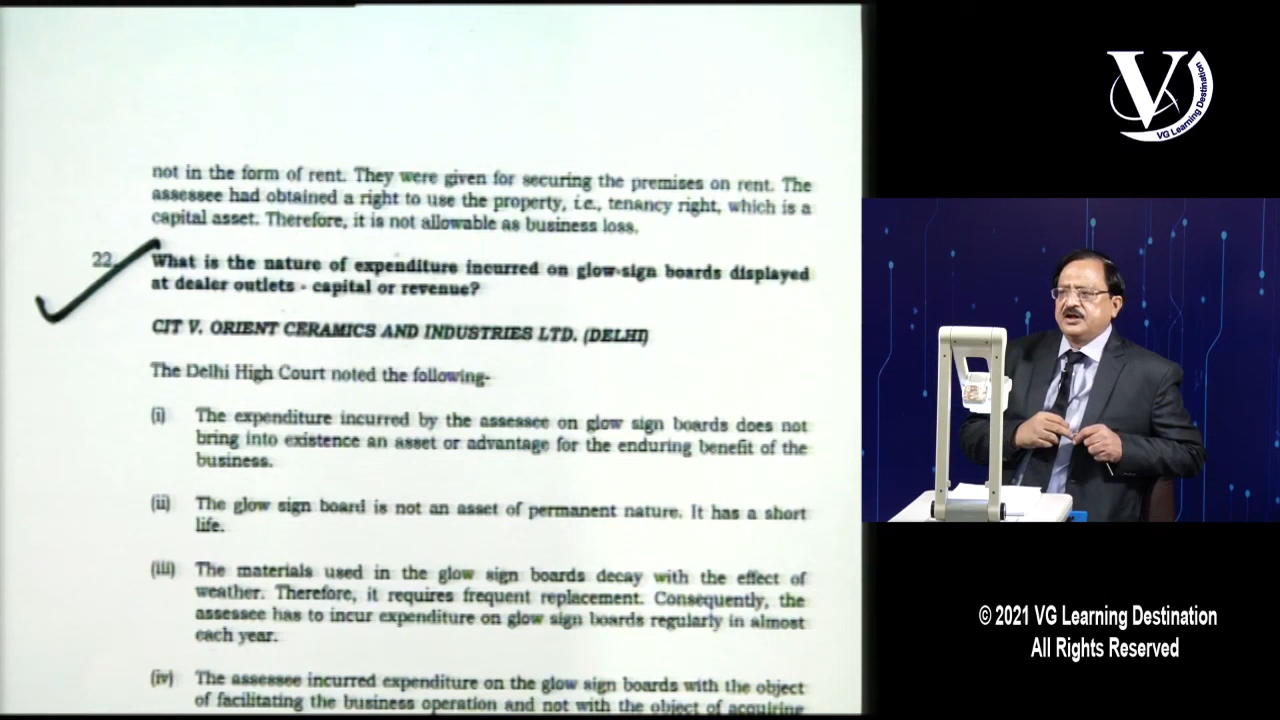 not in the form of rent. They were given for securing the premises on rent. The
assessee had obtained a right to use the property, i.e., tenancy right, which is a
capital asset. Therefore, it is not allowable as business loss.
22. What is the nature of expenditure incurred on glow-sign boards displayed
at dealer outlets - capital or revenue?
CIT V. ORIENT CERAMICS AND INDUSTRIES LTD. (DELHI)
The Delhi High Court noted the following-
(i) The expenditure incurred by the assessee on glow sign boards does not
bring into existence an asset or advantage for the enduring benefit of the
business.
(ii) The glow sign board is not an asset of permanent nature. It has a short
life.
(iii) The materials used in the glow sign boards decay with the effect of
weather. Therefore, it requires frequent replacement. Consequently, the
assessee has to incur expenditure on glow sign boards regularly in almost
each year.
(iv) The assessee incurred expenditure on the glow sign boards with the object
of facilitating the business operation and not with the object of acquiring
V
VG Learning Destination
© 2021 VG Learning Destination
All Rights Reserved